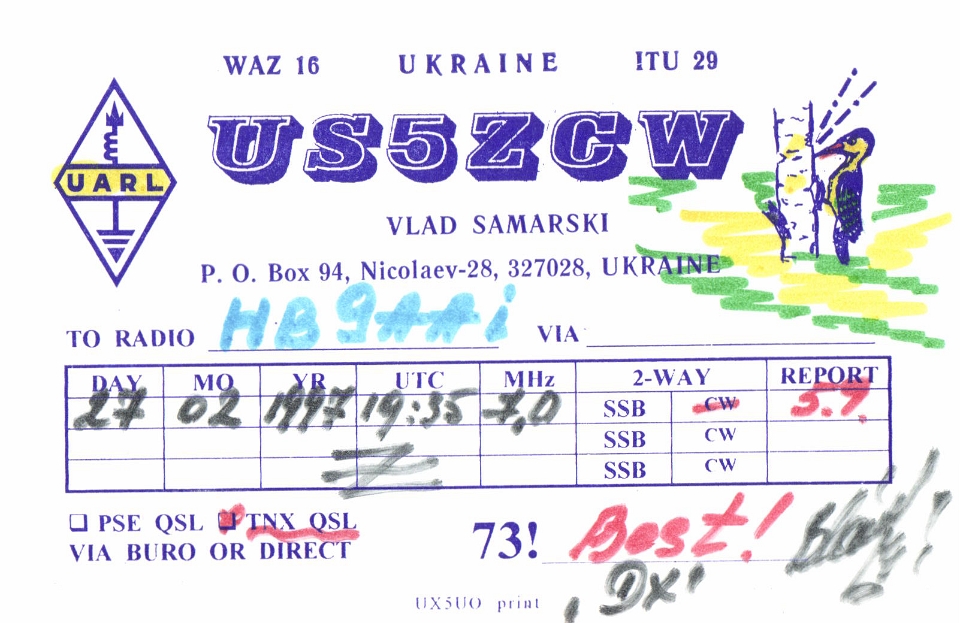 WAZ 16 UKRAINE ITU 29
US5ZCW
UARL
VLAD SAMARSKI
P. O. Box 94, Nicolaev-28, 327028, UKRAINE
TO RADIO HB9AAi VIA
DAY MO YR UTC MHz 2-WAY REPORT
27 02 1997 19:35 7,0 SSB CW 5.9
SSB CW
SSB CW
PSE QSL TNX QSL
VIA BURO OR DIRECT
73! Best!
DX!
UX5UO print